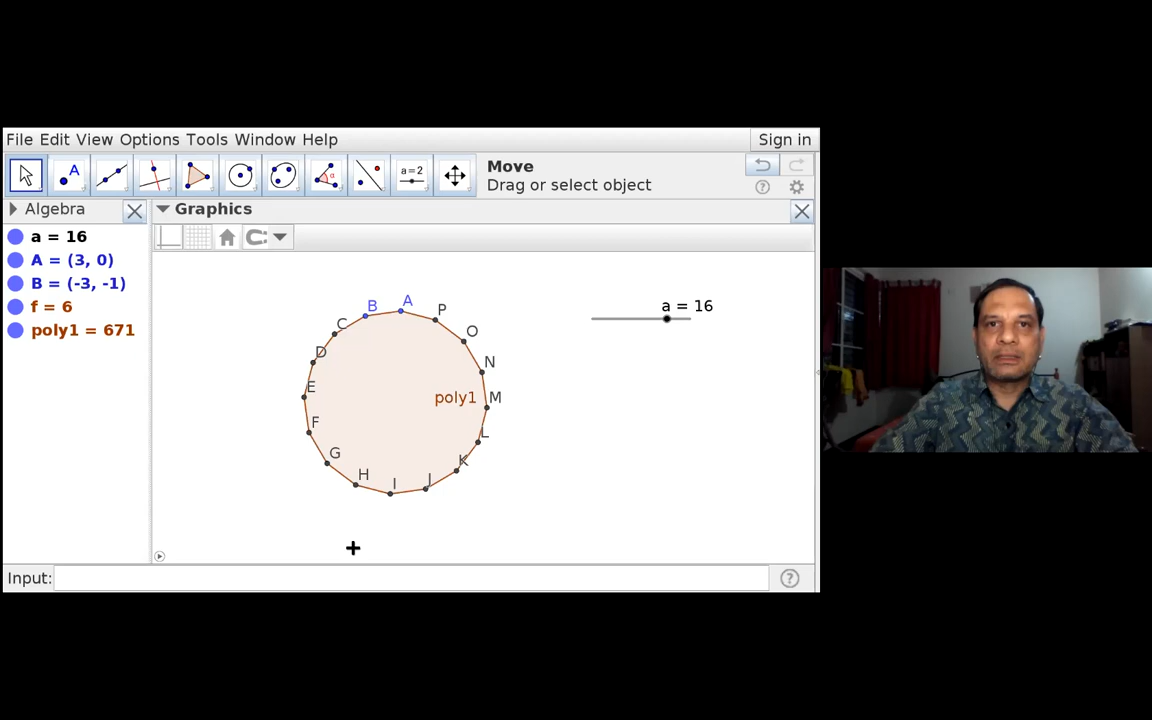 File Edit View Options Tools Window Help
Sign in
A
a=2
α
Move
Drag or select object
Algebra
Graphics
a = 16
A = (3, 0)
B = (-3, -1)
f = 6
poly1 = 671
a = 16
B A P
C O
D N
E poly1 M
F L
G K
H I J
Input: